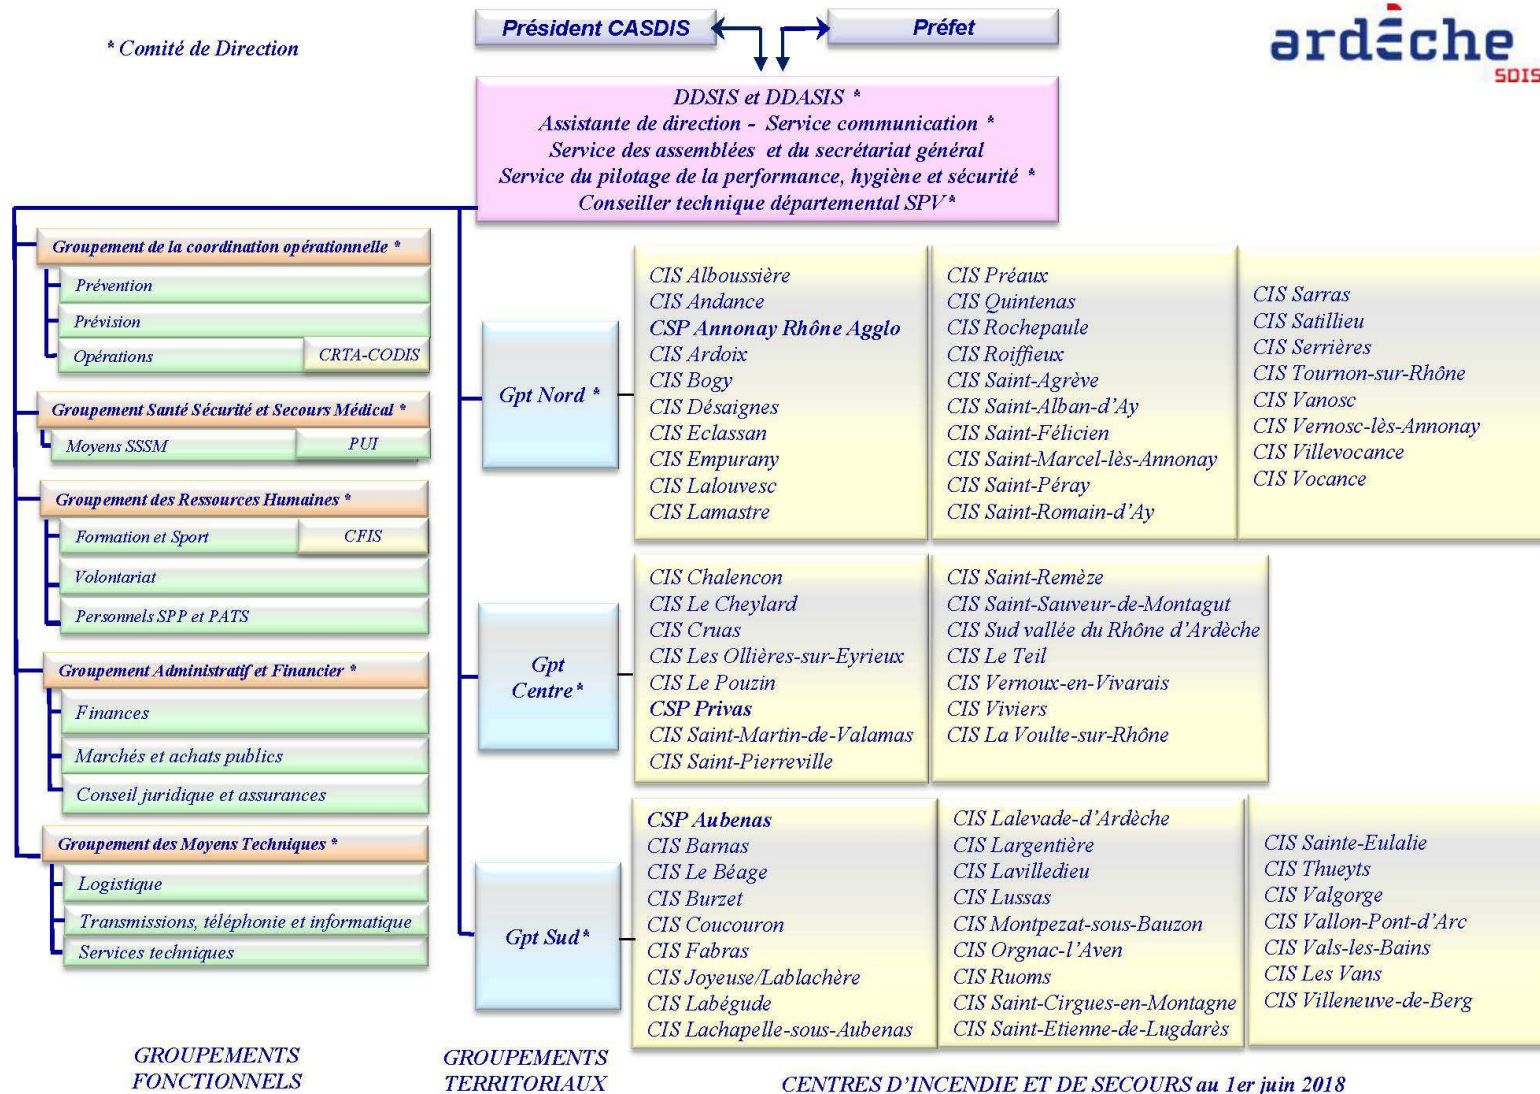 * Comité de Direction
Président CASDIS
Préfet
ardèche
SDIS
DDSIS et DDASIS *
Assistante de direction - Service communication *
Service des assemblées et du secrétariat général
Service du pilotage de la performance, hygiène et sécurité *
Conseiller technique départemental SPV*
Groupement de la coordination opérationnelle *
Prévention
Prévision
Opérations
CRTA-CODIS
Groupement Santé Sécurité et Secours Médical *
Moyens SSSM
PUI
Groupement des Ressources Humaines *
Formation et Sport
CFIS
Volontariat
Personnels SPP et PATS
Groupement Administratif et Financier *
Finances
Marchés et achats publics
Conseil juridique et assurances
Groupement des Moyens Techniques *
Logistique
Transmissions, téléphonie et informatique
Services techniques
GROUPEMENTS
FONCTIONNELS
Gpt Nord *
CIS Alboussière
CIS Andance
CSP Annonay Rhône Agglo
CIS Ardoix
CIS Bogy
CIS Désaignes
CIS Eclassan
CIS Empurany
CIS Lalouvesc
CIS Lamastre
CIS Préaux
CIS Quintenas
CIS Rochepaule
CIS Roiffieux
CIS Saint-Agrève
CIS Saint-Alban-d'Ay
CIS Saint-Félicien
CIS Saint-Marcel-lès-Annonay
CIS Saint-Péray
CIS Saint-Romain-d'Ay
CIS Sarras
CIS Satillieu
CIS Serrières
CIS Tournon-sur-Rhône
CIS Vanosc
CIS Vernosc-lès-Annonay
CIS Villevocance
CIS Vocance
Gpt
Centre*
CIS Chalencon
CIS Le Cheylard
CIS Cruas
CIS Les Ollières-sur-Eyrieux
CIS Le Pouzin
CSP Privas
CIS Saint-Martin-de-Valamas
CIS Saint-Pierreville
CIS Saint-Remèze
CIS Saint-Sauveur-de-Montagut
CIS Sud vallée du Rhône d'Ardèche
CIS Le Teil
CIS Vernoux-en-Vivarais
CIS Viviers
CIS La Voulte-sur-Rhône
Gpt Sud*
CSP Aubenas
CIS Barnas
CIS Le Béage
CIS Burzet
CIS Coucouron
CIS Fabras
CIS Joyeuse/Lablachère
CIS Labégude
CIS Lachapelle-sous-Aubenas
CIS Lalevade-d'Ardèche
CIS Largentière
CIS Lavilledieu
CIS Lussas
CIS Montpezat-sous-Bauzon
CIS Orgnac-l'Aven
CIS Ruoms
CIS Saint-Cirgues-en-Montagne
CIS Saint-Etienne-de-Lugdarès
CIS Sainte-Eulalie
CIS Thueyts
CIS Valgorge
CIS Vallon-Pont-d'Arc
CIS Vals-les-Bains
CIS Les Vans
CIS Villeneuve-de-Berg
GROUPEMENTS
TERRITORIAUX
CENTRES D'INCENDIE ET DE SECOURS au 1er juin 2018